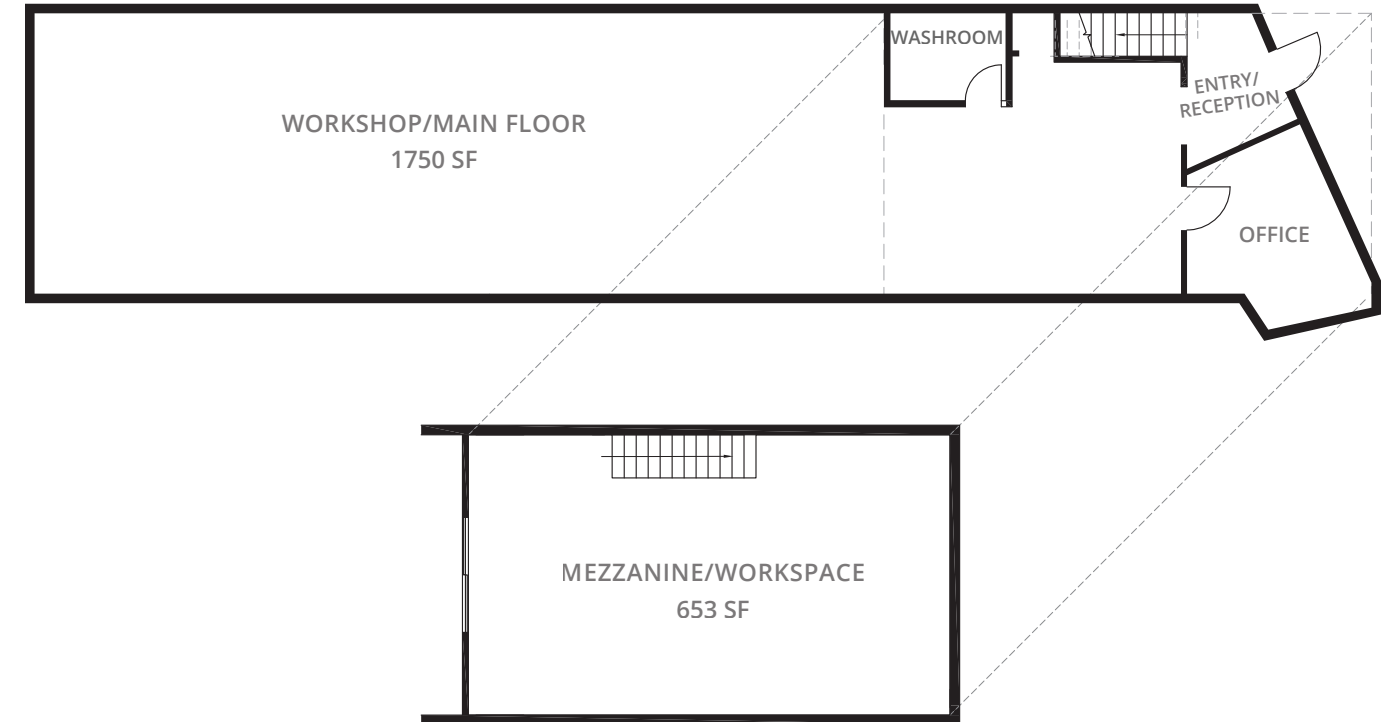 WASHROOM
ENTRY/
RECEPTION
WORKSHOP/MAIN FLOOR
1750 SF
OFFICE
MEZZANINE/WORKSPACE
653 SF